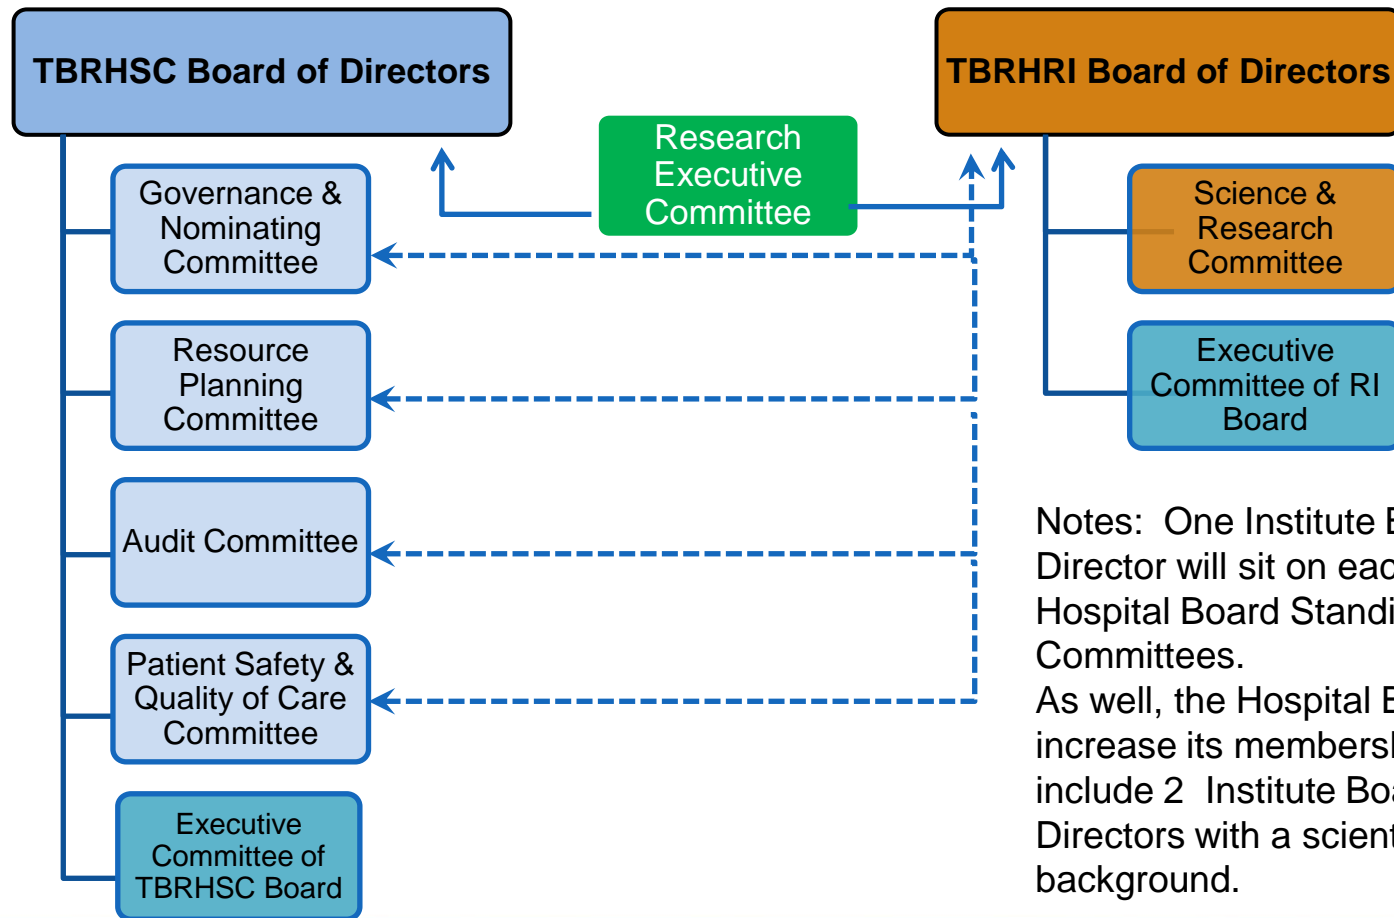 TBRHSC Board of Directors
TBRHRI Board of Directors
Research
Executive
Committee
Governance &
Nominating
Committee
Science &
Research
Committee
Resource
Planning
Committee
Executive
Committee of RI
Board
Audit Committee
Notes: One Institute
Director will sit on
Hospital Board
Committees.
As well, the Hospital
increase its
include 2 Institute
Directors with a
background.
Patient Safety &
Quality of Care
Committee
Executive
Committee of
TBRHSC Board